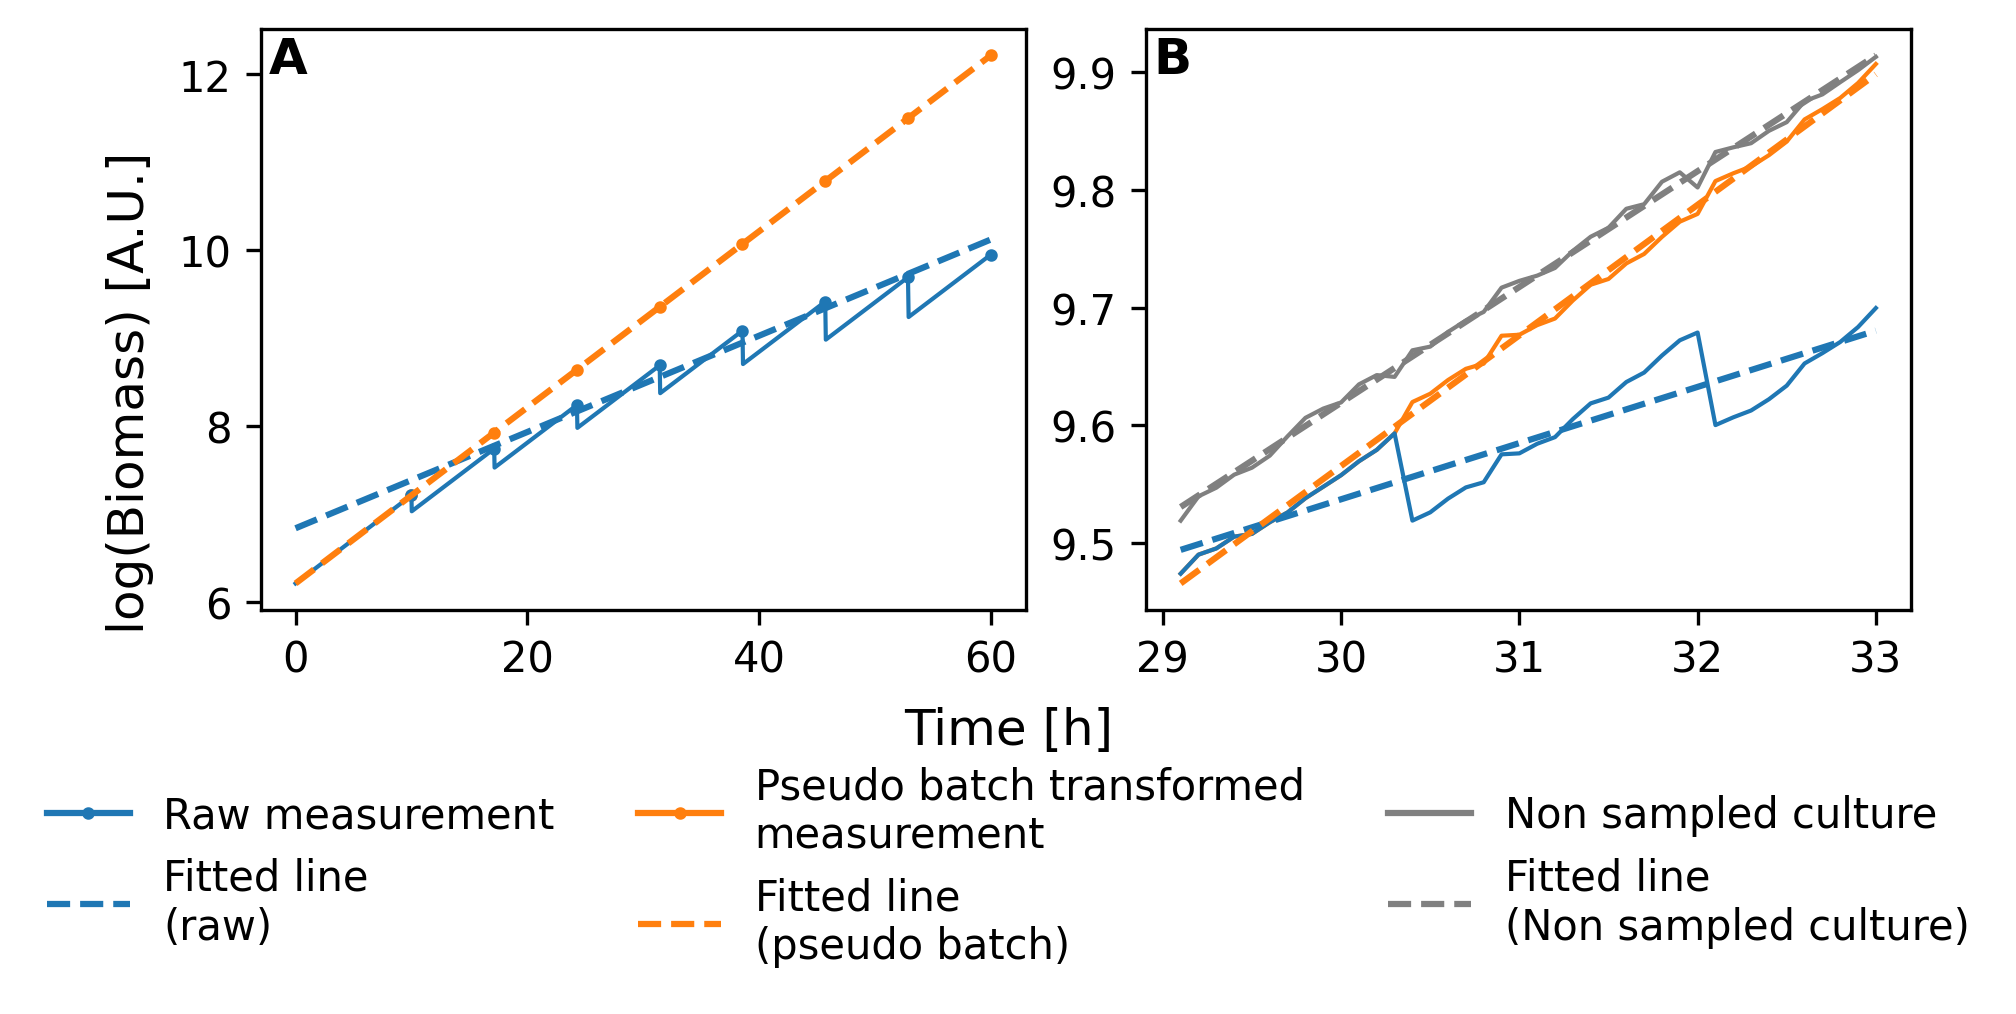 A
B
12
10
8
6
9.9
9.8
9.7
9.6
9.5
log(Biomass) [A.U.]
0 20 40 60
29 30 31 32 33
Time [h]
Raw measurement
Fitted line
(raw)
Pseudo batch transformed
measurement
Fitted line
(pseudo batch)
Non sampled culture
Fitted line
(Non sampled culture)